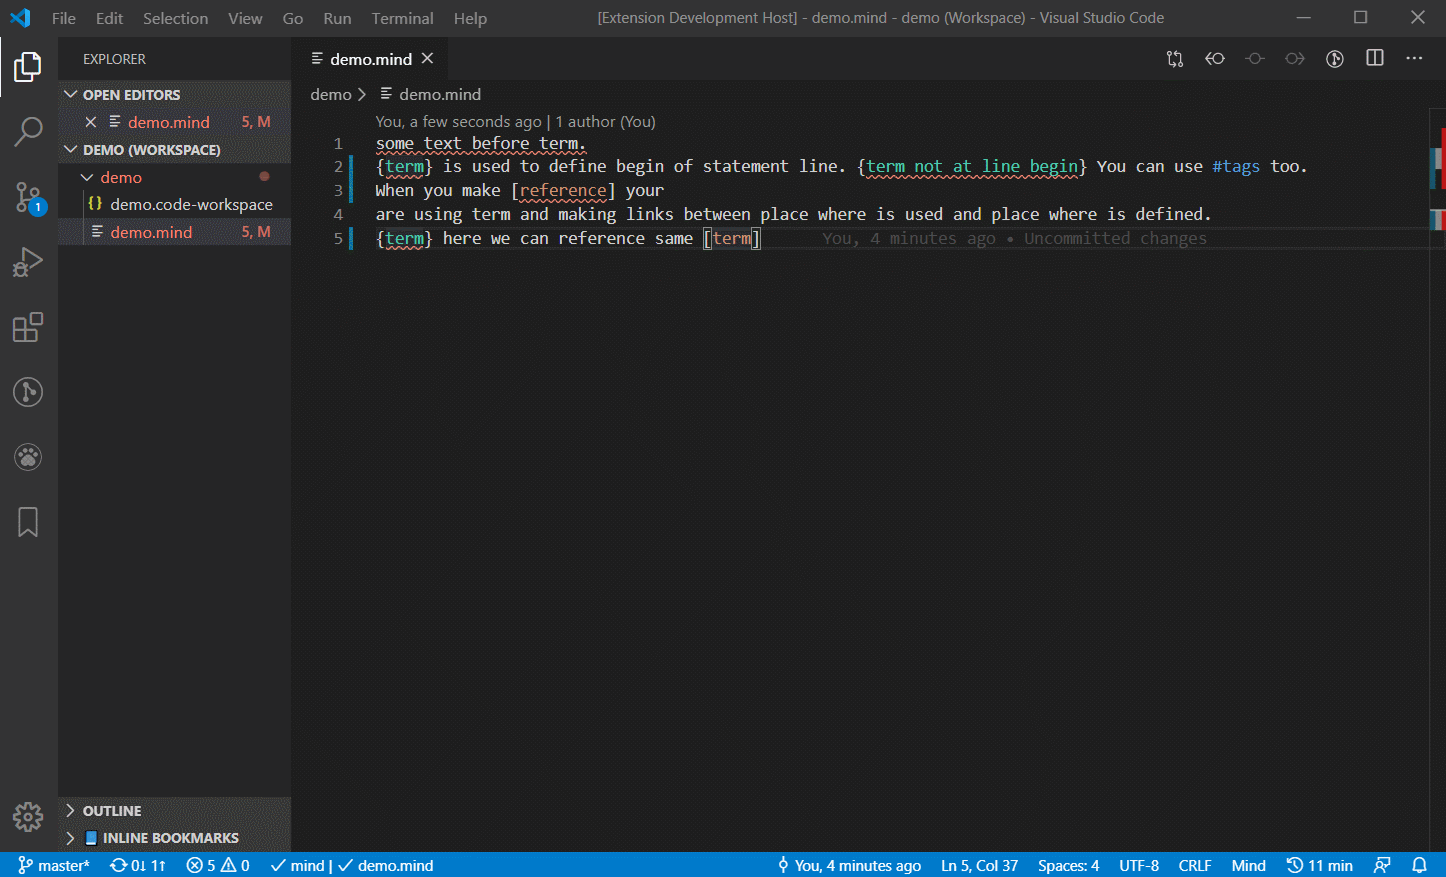 File Edit Selection View Go Run Terminal Help [Extension Development Host] - demo.mind - demo (Workspace) - Visual Studio Code
EXPLORER
OPEN EDITORS
demo.mind 5, M
DEMO (WORKSPACE)
demo
{} demo.code-workspace
demo.mind 5, M
1
OUTLINE
INLINE BOOKMARKS
demo.mind
demo > demo.mind
You, a few seconds ago | 1 author (You)
1 some text before term.
2 {term} is used to define begin of statement line. {term not at line begin} You can use #tags too.
3 When you make [reference] your
4 are using term and making links between place where is used and place where is defined.
5 {term} here we can reference same [term] You, 4 minutes ago • Uncommitted changes
master* 0↓ 1↑ 5 0 mind | demo.mind You, 4 minutes ago Ln 5, Col 37 Spaces: 4 UTF-8 CRLF Mind 11 min